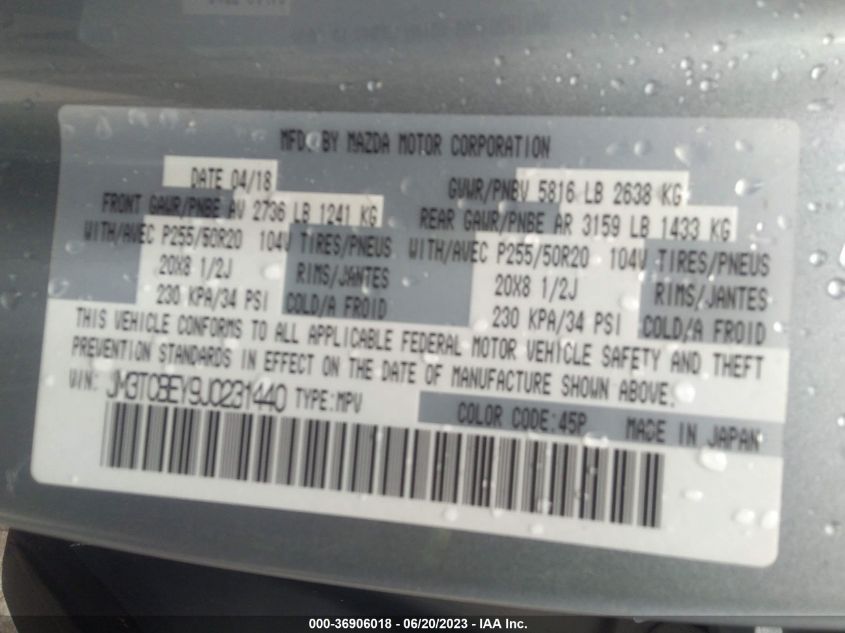 MFD. BY MAZDA MOTOR CORPORATION
DATE 04/18
GVWR/PNBV 5816 LB 2638 KG
FRONT GAWR/PNBE AV 2736 LB 1241 KG
REAR GAWR/PNBE AR 3159 LB 1433 KG
WITH/AVEC P255/50R20 104V TIRES/PNEUS
WITH/AVEC P255/50R20 104V TIRES/PNEUS
20X8 1/2J RIMS/JANTES
20X8 1/2J RIMS/JANTES
230 KPA/34 PSI COLD/A FROID
230 KPA/34 PSI COLD/A FROID
THIS VEHICLE CONFORMS TO ALL APPLICABLE FEDERAL MOTOR VEHICLE SAFETY AND THEFT
PREVENTION STANDARDS IN EFFECT ON THE DATE OF MANUFACTURE SHOWN ABOVE.
VIN: JM3TCBEY9J0231440 TYPE:MPV
COLOR CODE:45P MADE IN JAPAN
000-36906018 - 06/20/2023 - IAA Inc.